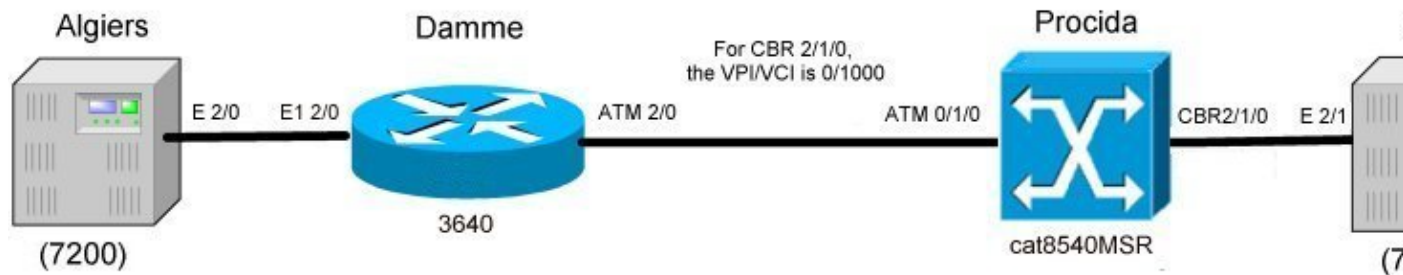 Algiers
Damme
Procida
For CBR 2/1/0,
the VPI/VCI is 0/1000
E 2/0
E1 2/0
ATM 2/0
ATM 0/1/0
CBR2/1/0
E 2/1
3640
cat8540MSR
(7200)
(7